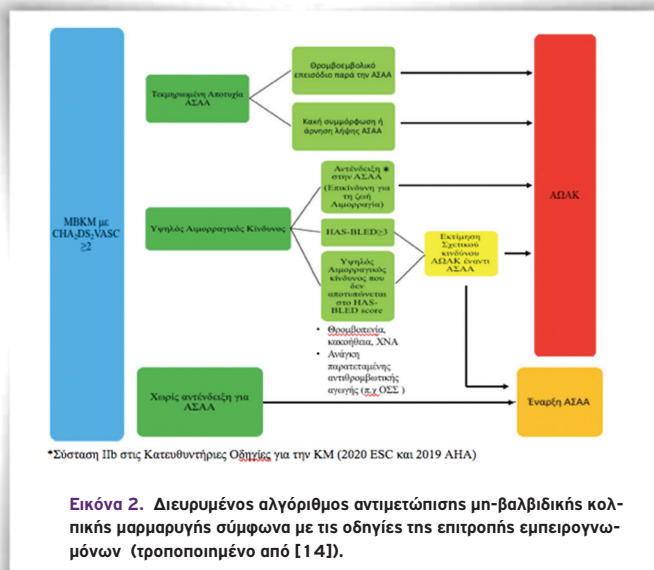 ΜΒΚΜ με
CHA₂DS₂VASC
≥2
Τεκμηριωμένη Αποτυχία
ΑΣΑΑ
Θρομβοεμβολικό
επεισόδιο παρά την ΑΣΑΑ
Κακή συμμόρφωση ή
άρνηση λήψης ΑΣΑΑ
Υψηλός Αιμορραγικός Κίνδυνος
Αντένδειξη *
στην ΑΣΑΑ
(Επικίνδυνη για
τη ζωή
Αιμορραγία)
HAS-BLED≥3
Υψηλός
Αιμορραγικός
κίνδυνος που
δεν
αποτυπώνεται
στο HAS-
BLED score
• Θρομβοπενία,
κακοήθεια, ΧΝΑ
• Ανάγκη
παρατεταμένης
αντιθρομβωτικής
αγωγής (π.χ ΟΣΣ )
Εκτίμηση
Σχετικού
κινδύνου
ΑΩΛΚ έναντι
ΑΣΑΑ
ΑΩΛΚ
Χωρίς αντένδειξη για
ΑΣΑΑ
Έναρξη ΑΣΑΑ
*Σύσταση IIb στις Κατευθυντήριες Οδηγίες για την ΚΜ (2020 ESC και 2019 AHA)
Εικόνα 2. Διευρυμένος αλγόριθμος αντιμετώπισης μη-βαλβιδικής κολ-
πικής μαρμαρυγής σύμφωνα με τις οδηγίες της επιτροπής εμπειρογνω-
μόνων (τροποποιημένο από [14]).